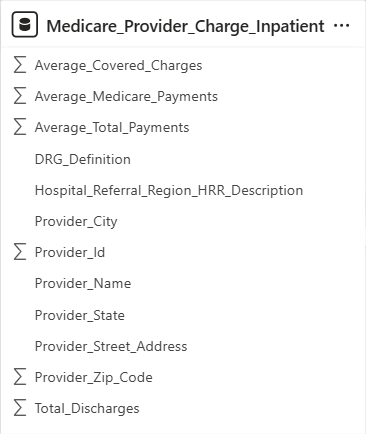 Medicare_Provider_Charge_Inpatient ...
Average_Covered_Charges
Average_Medicare_Payments
Average_Total_Payments
DRG_Definition
Hospital_Referral_Region_HRR_Description
Provider_City
Provider_Id
Provider_Name
Provider_State
Provider_Street_Address
Provider_Zip_Code
Total_Discharges